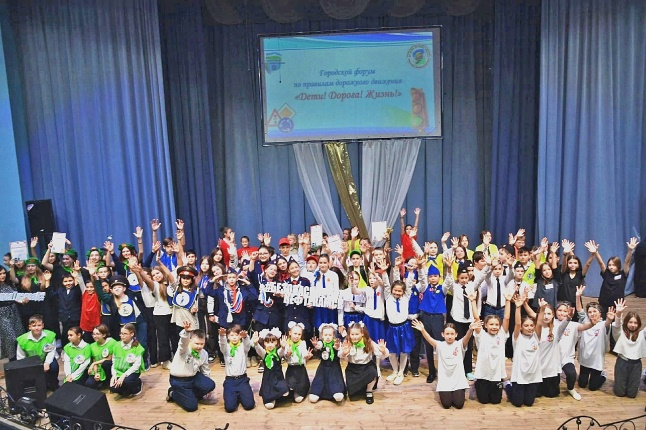 Городской форум
по правилам дорожного движения
«Дети! Дорога! Жизнь!»